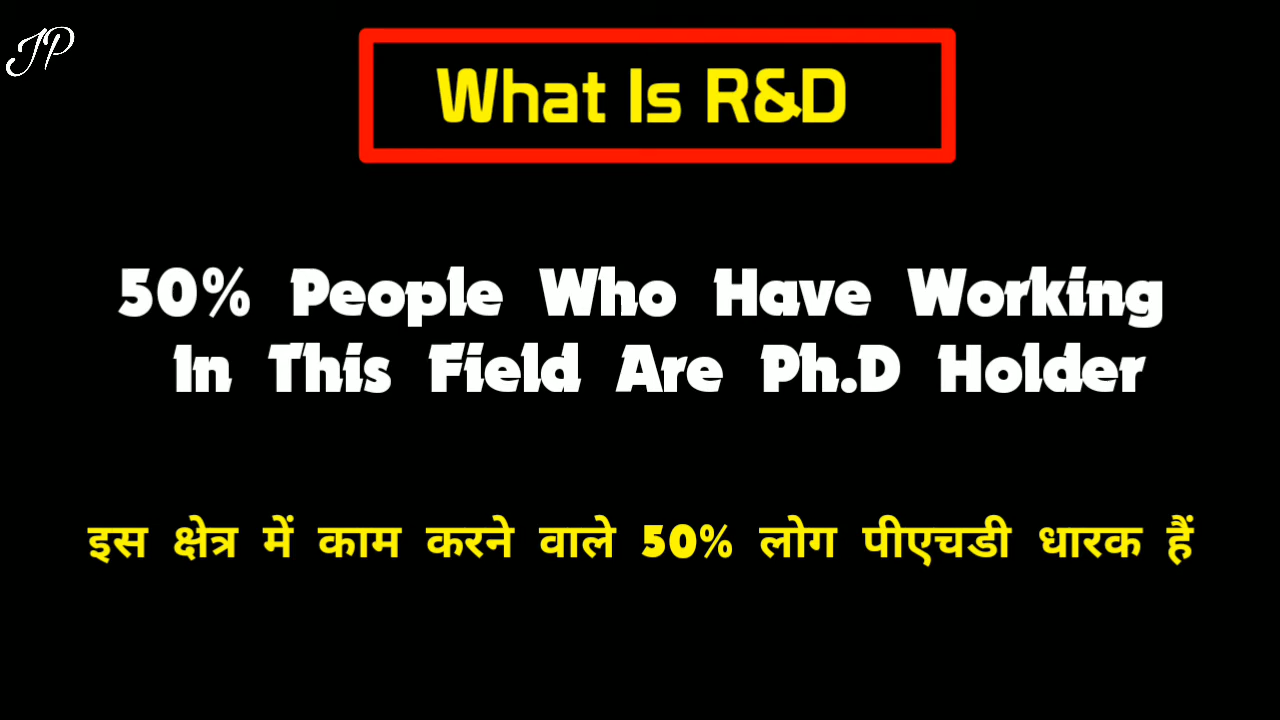 JP
What Is R&D
50% People Who Have Working
In This Field Are Ph.D Holder
इस क्षेत्र में काम करने वाले 50% लोग पीएचडी धारक हैं